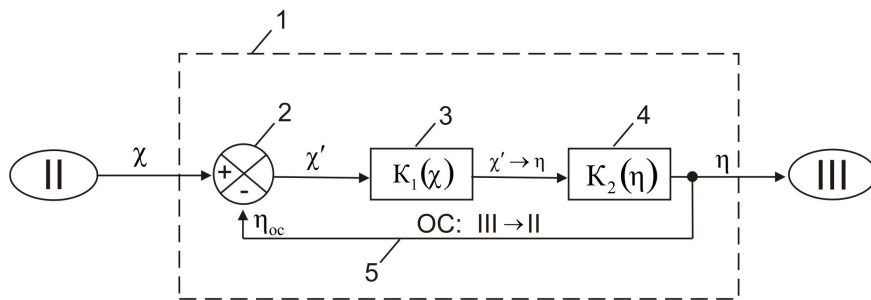 1
2
3
4
II
χ
+
-
χ′
K₁(χ)
χ′ → η
K₂(η)
η
III
ηос
ОС: III → II
5